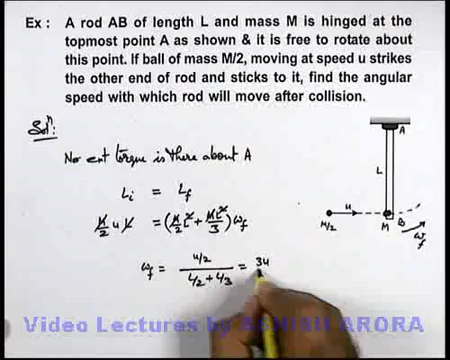 Ex : A rod AB of length L and mass M is hinged at the
topmost point A as shown & it is free to rotate about
this point. If ball of mass M/2, moving at speed u strikes
the other end of rod and sticks to it, find the angular
speed with which rod will move after collision.
Solⁿ:
No ext torque is there about A
Li = Lf
M/2 u L = (M/2 L² + ML²/3) ωf
ωf = u/2 / (L/2 + L/3) = 3u
A
L
u
M/2
M
B
ωf
Video Lectures by ASHISH ARORA